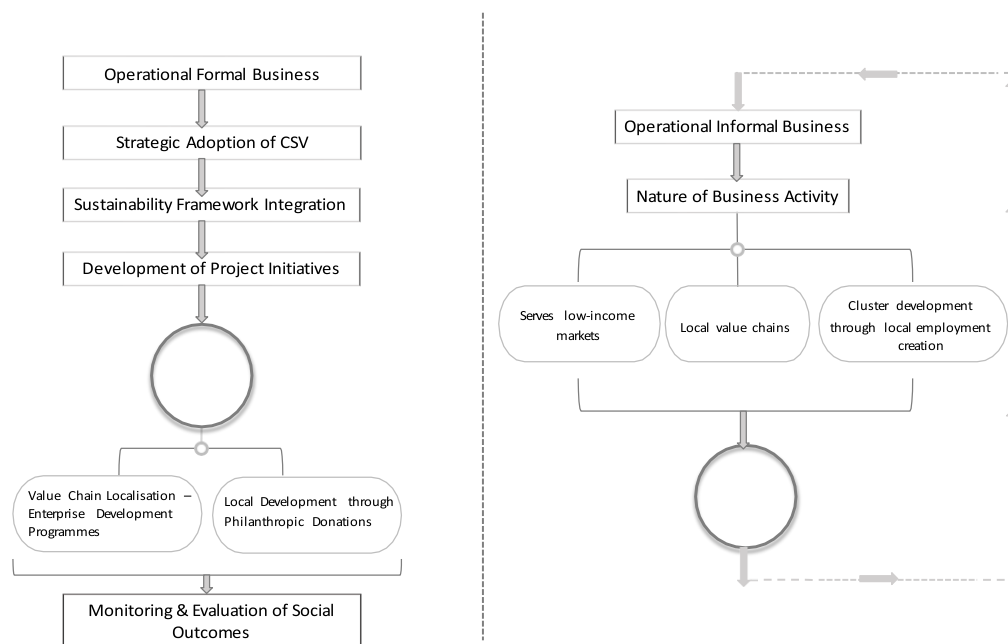 Operational Formal Business
Strategic Adoption of CSV
Sustainability Framework Integration
Development of Project Initiatives
Value Chain Localisation –
Enterprise Development
Programmes
Local Development through
Philanthropic Donations
Monitoring & Evaluation of Social
Outcomes
Operational Informal Business
Nature of Business Activity
Serves low-income
markets
Local value chains
Cluster development
through local employment
creation